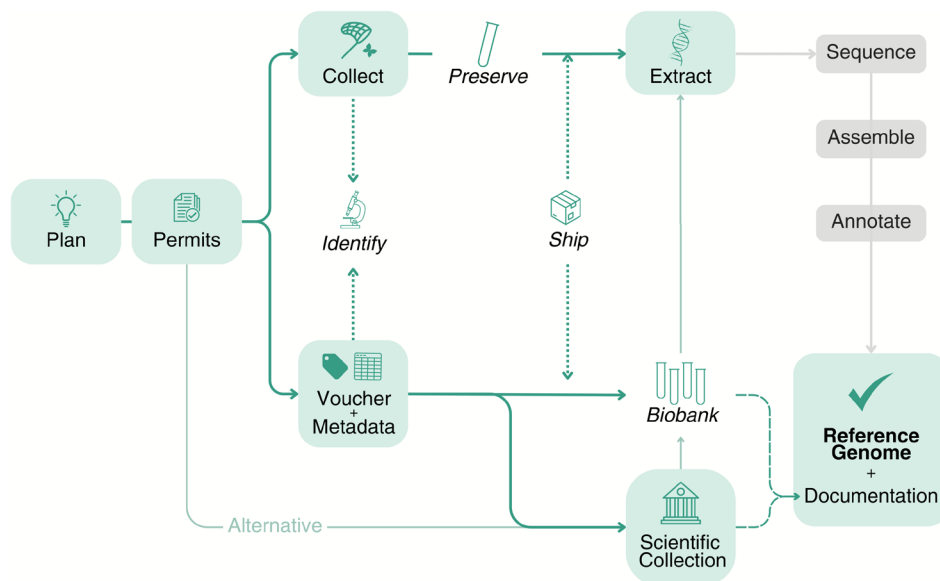 Collect
Preserve
Extract
Sequence
Assemble
Annotate
Plan
Permits
Identify
Ship
Voucher
+
Metadata
Biobank
Reference
Genome
+
Documentation
Alternative
Scientific
Collection